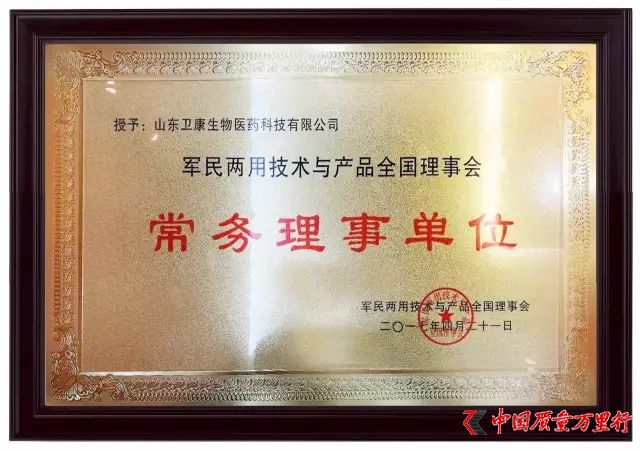 授予：山东卫康生物医药科技有限公司
军民两用技术与产品全国理事会
常务理事单位
军民两用技术与产品全国理事会
二〇一七年四月二十一日
中国质量万里行